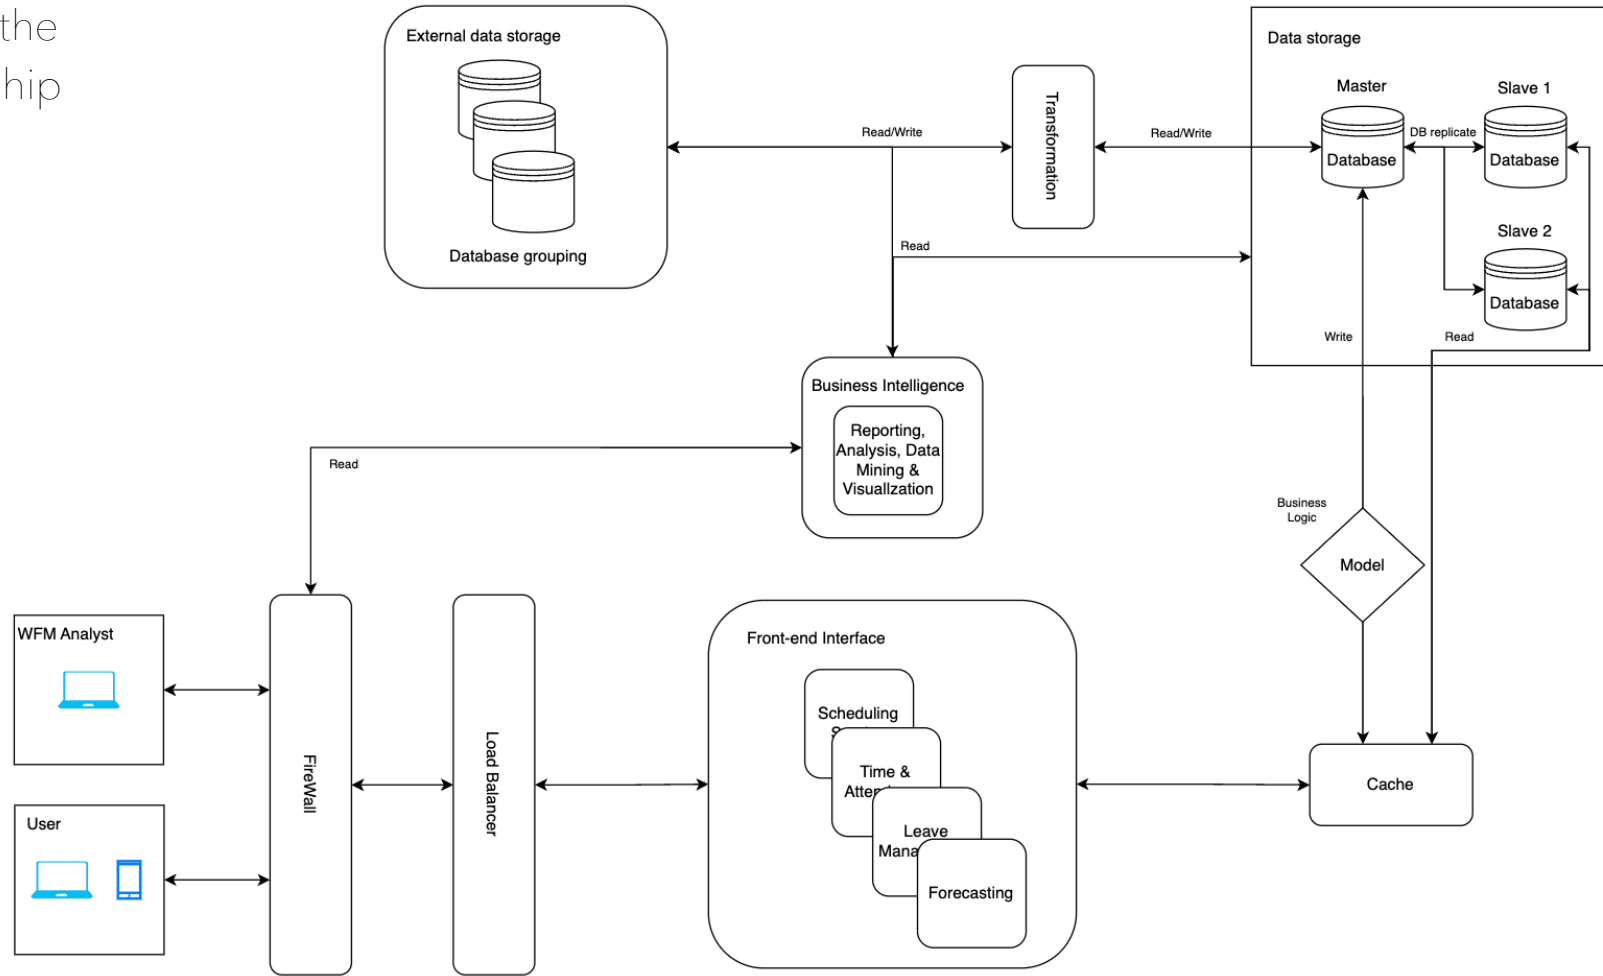 the
hip
External data storage
Database grouping
Read/Write
Transformation
Read/Write
Data storage
Master
Database
DB replicate
Slave 1
Database
Slave 2
Database
Read
Write
Read
Business Intelligence
Reporting,
Analysis, Data
Mining &
Visuallzation
Read
Business
Logic
Model
WFM Analyst
User
FireWall
Load Balancer
Front-end Interface
Scheduling
Time &
Leave
Forecasting
Cache